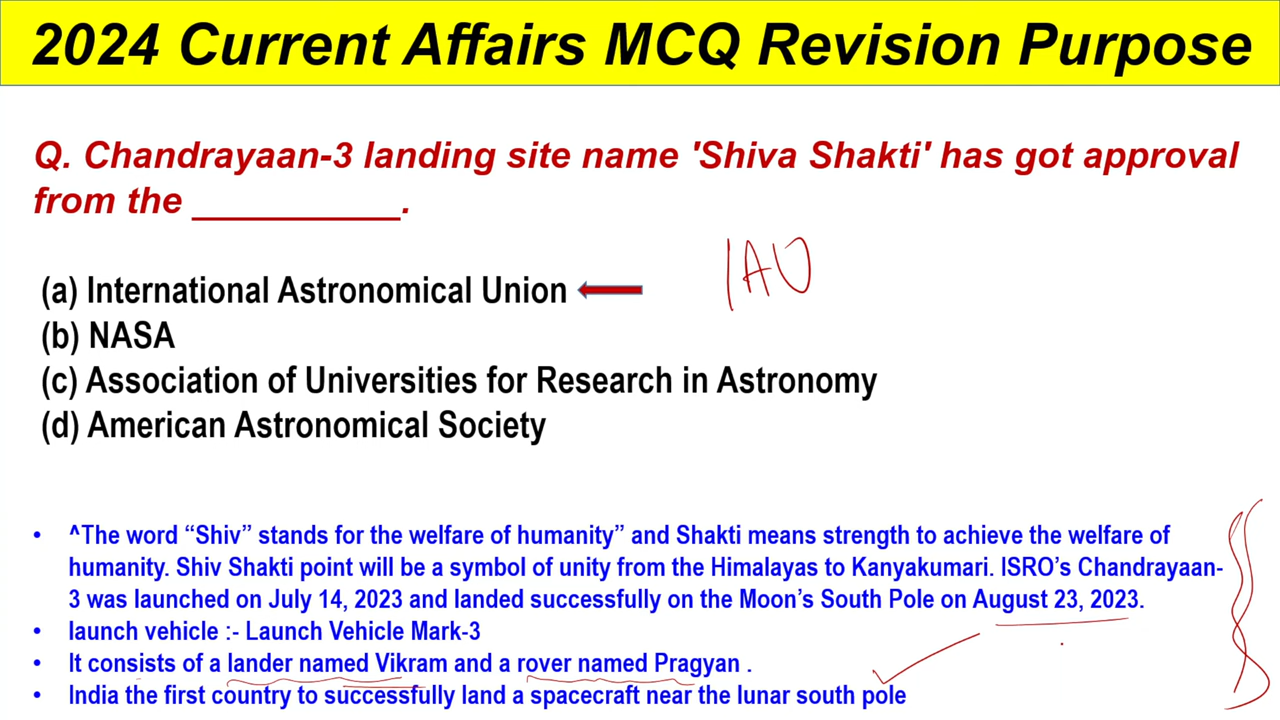 2024 Current Affairs MCQ Revision Purpose
Q. Chandrayaan-3 landing site name 'Shiva Shakti' has got approval
from the __________.
IAU
(a) International Astronomical Union
(b) NASA
(c) Association of Universities for Research in Astronomy
(d) American Astronomical Society
• ^The word “Shiv” stands for the welfare of humanity” and Shakti means strength to achieve the welfare of
humanity. Shiv Shakti point will be a symbol of unity from the Himalayas to Kanyakumari. ISRO’s Chandrayaan-
3 was launched on July 14, 2023 and landed successfully on the Moon’s South Pole on August 23, 2023.
• launch vehicle :- Launch Vehicle Mark-3
• It consists of a lander named Vikram and a rover named Pragyan .
• India the first country to successfully land a spacecraft near the lunar south pole